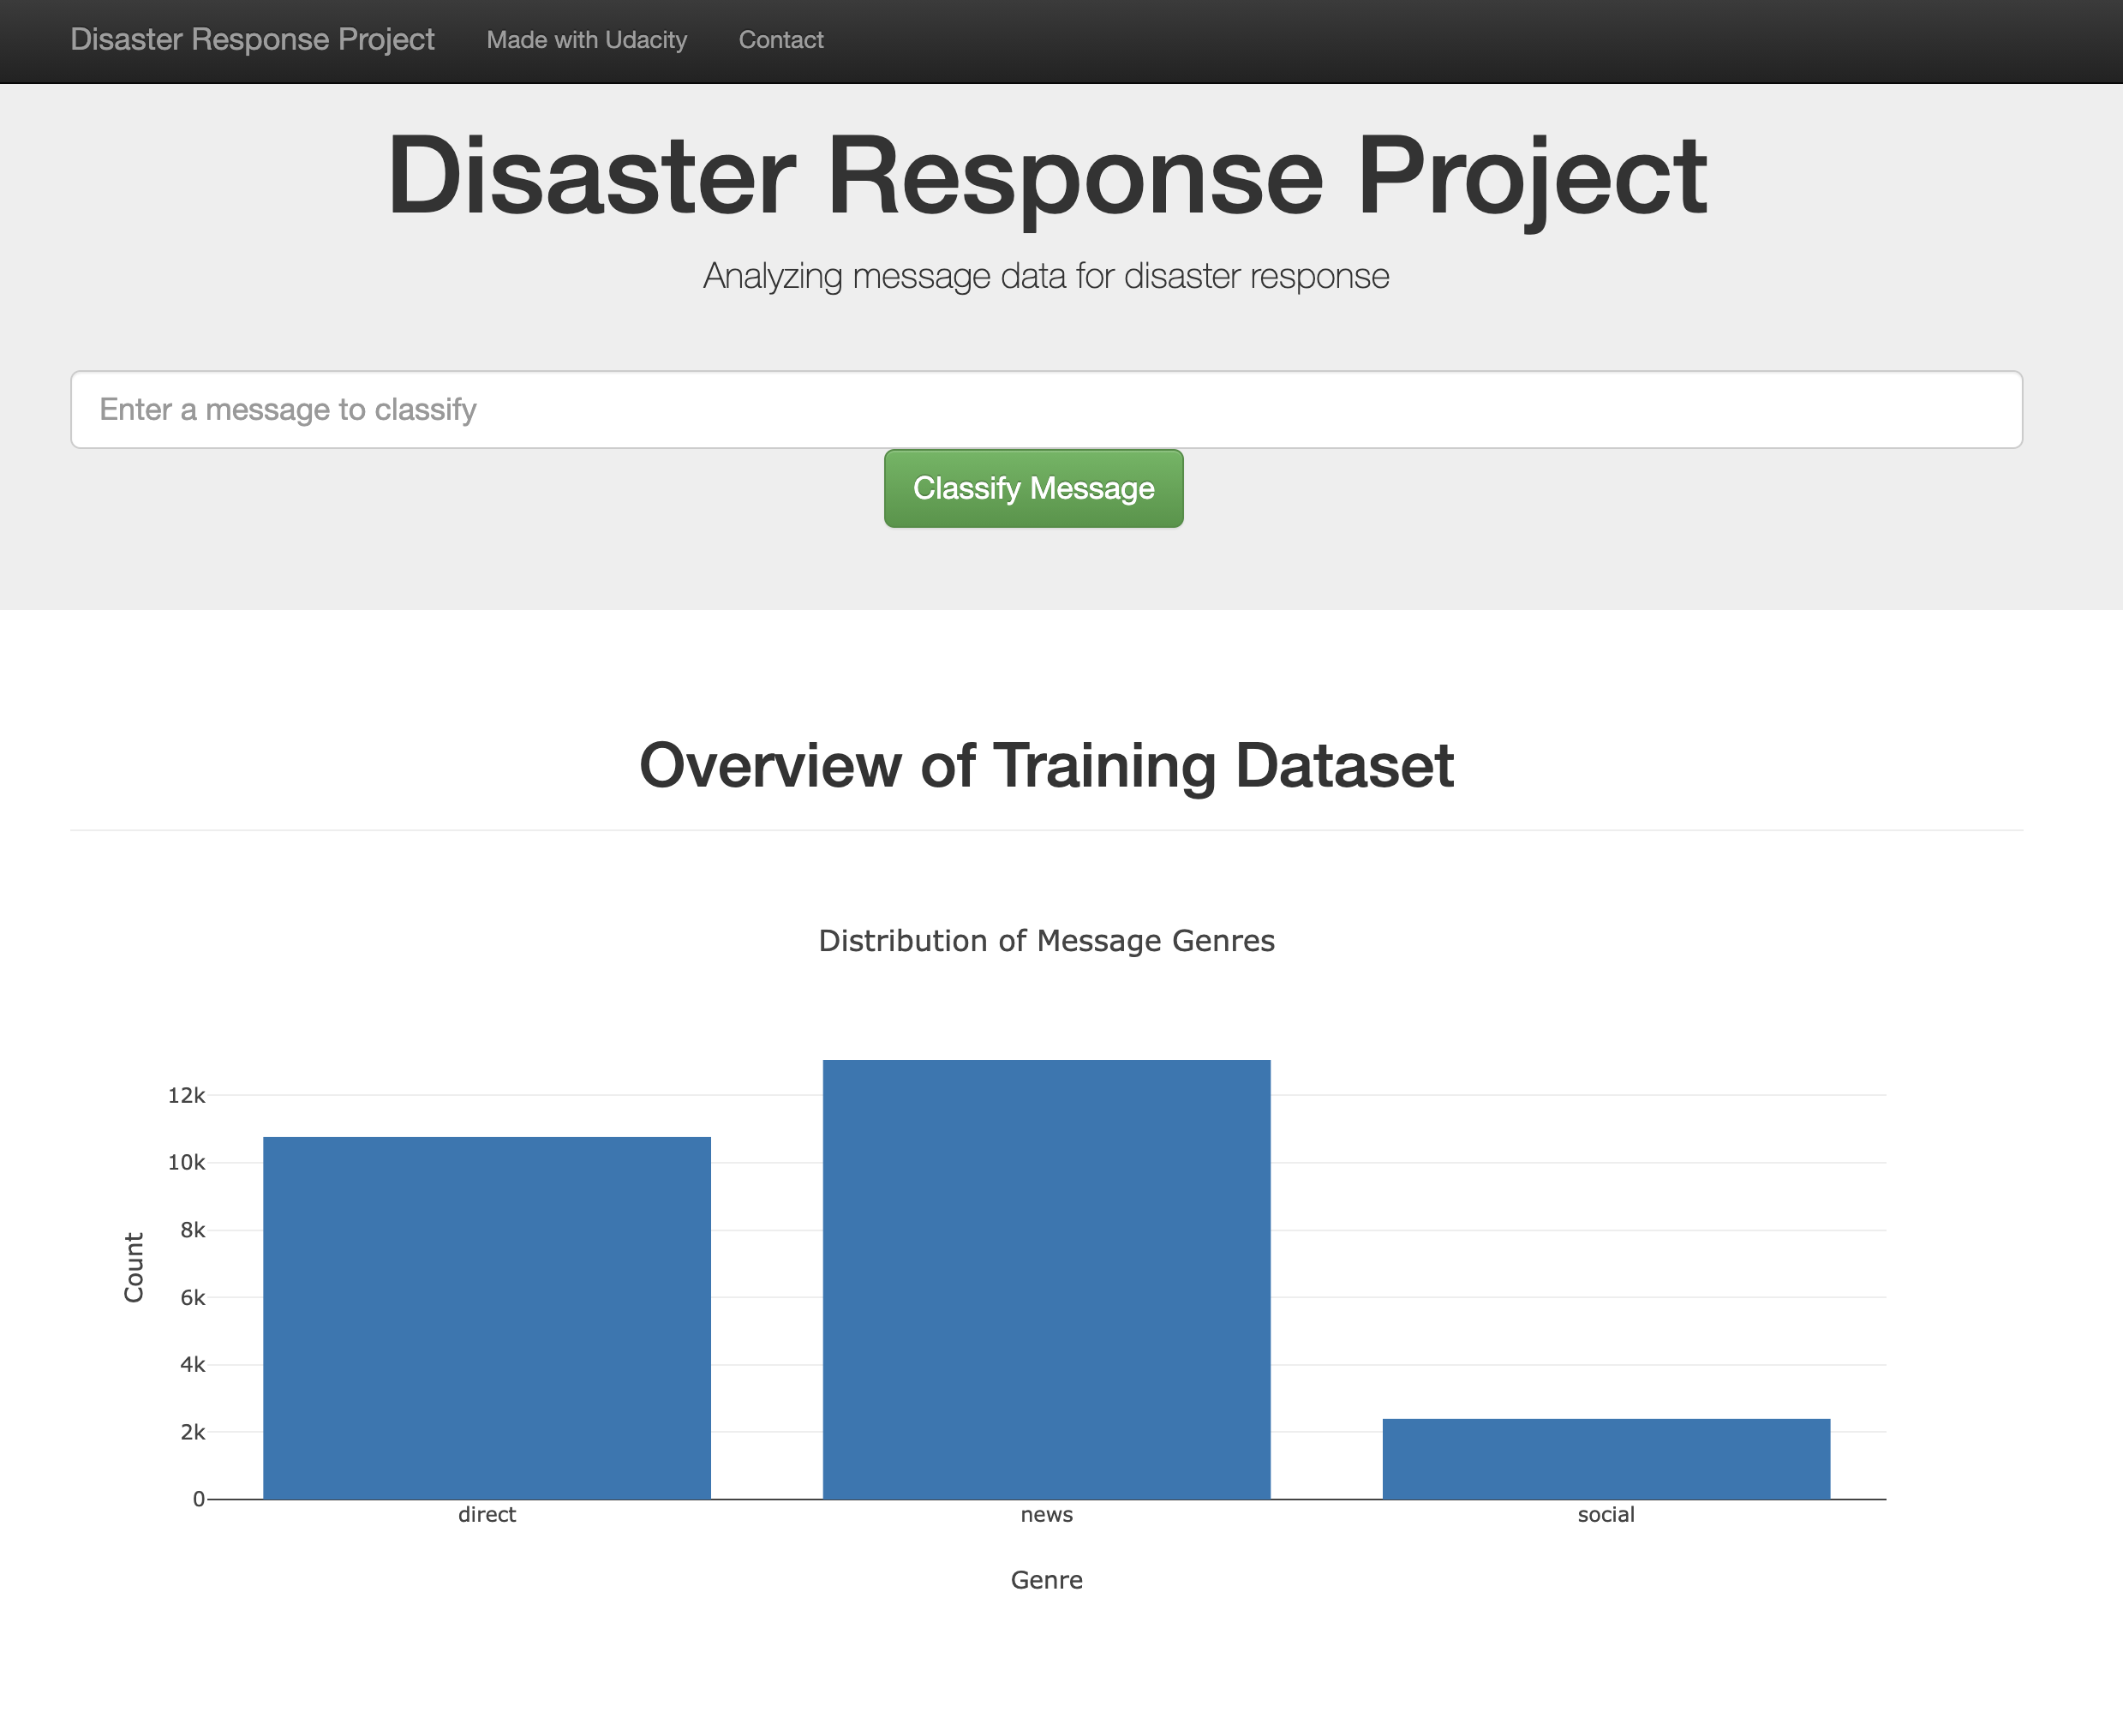 Disaster Response Project Made with Udacity Contact
Disaster Response Project
Analyzing message data for disaster response
Enter a message to classify
Classify Message
Overview of Training Dataset
Distribution of Message Genres
12k
10k
8k
6k
4k
2k
0
Count
direct news social
Genre